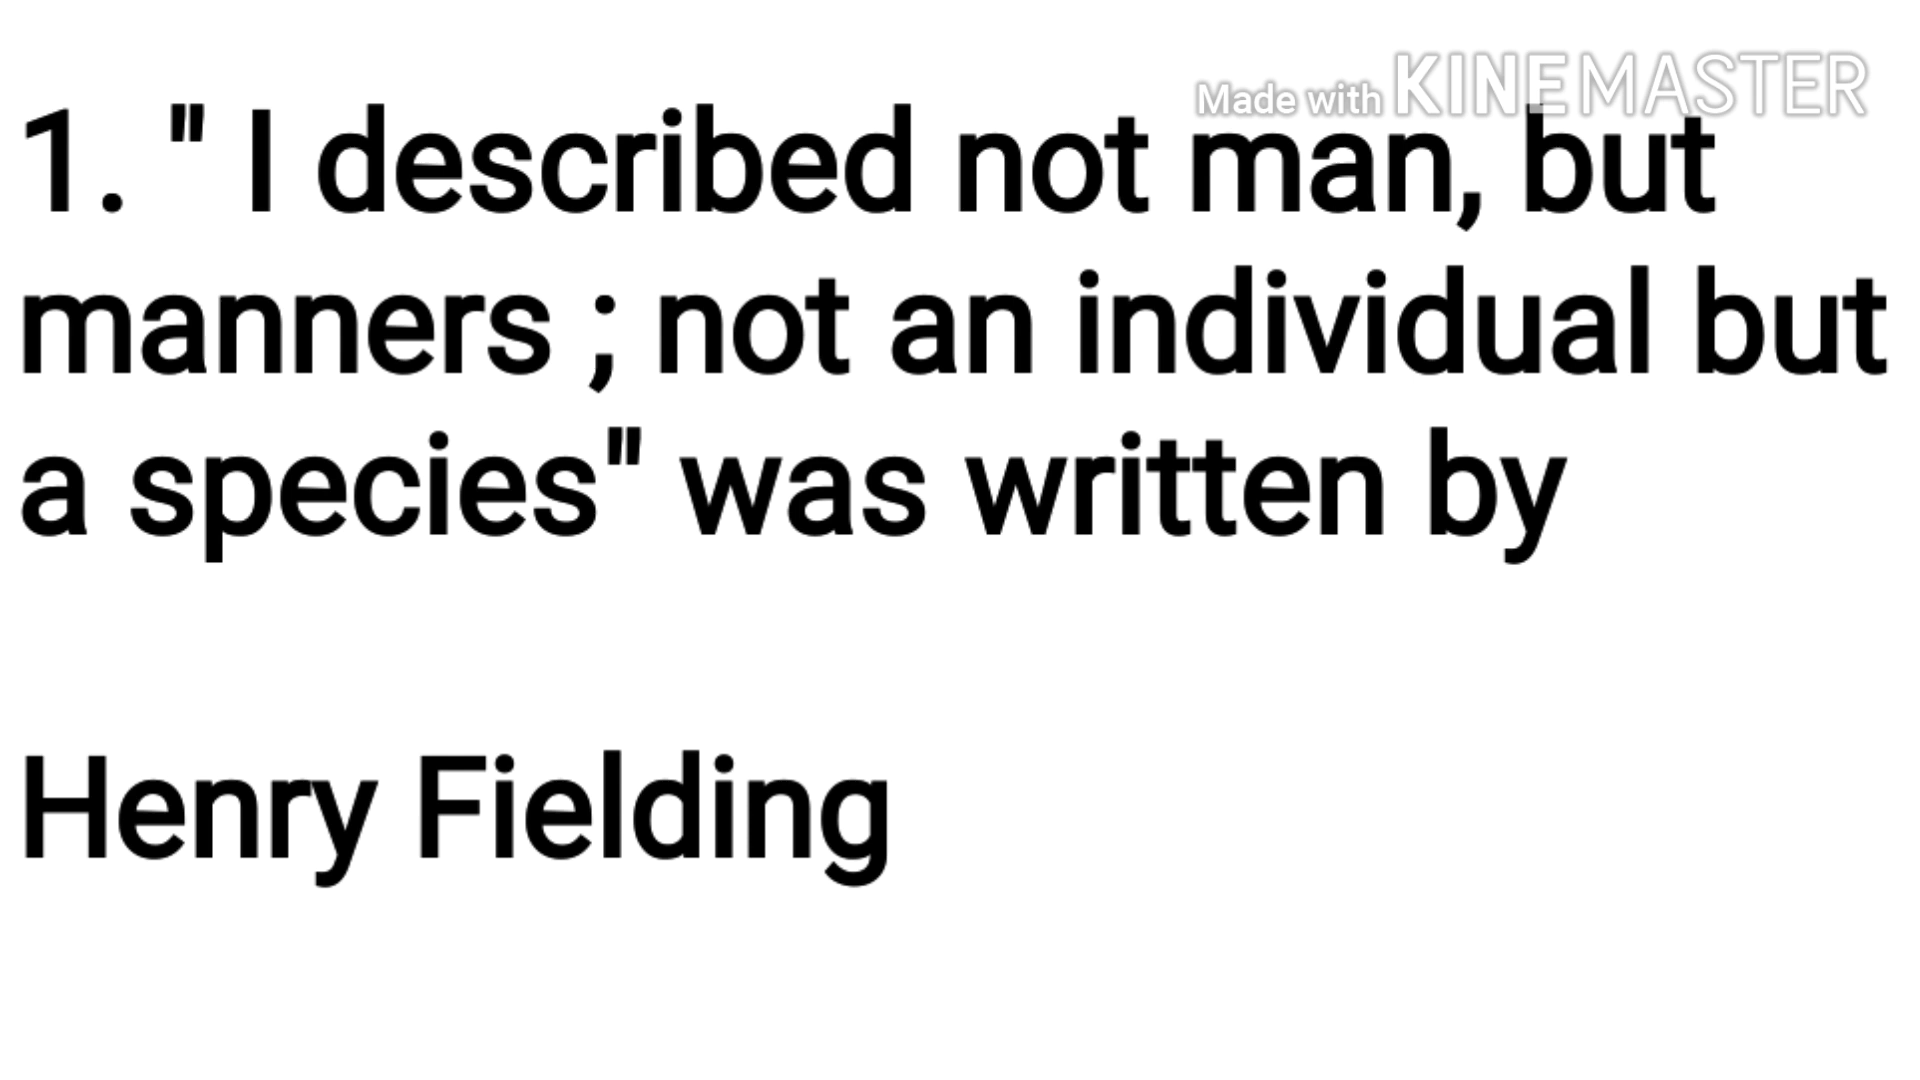 Made with KINEMASTER
1. " I described not man, but
manners ; not an individual but
a species" was written by
Henry Fielding